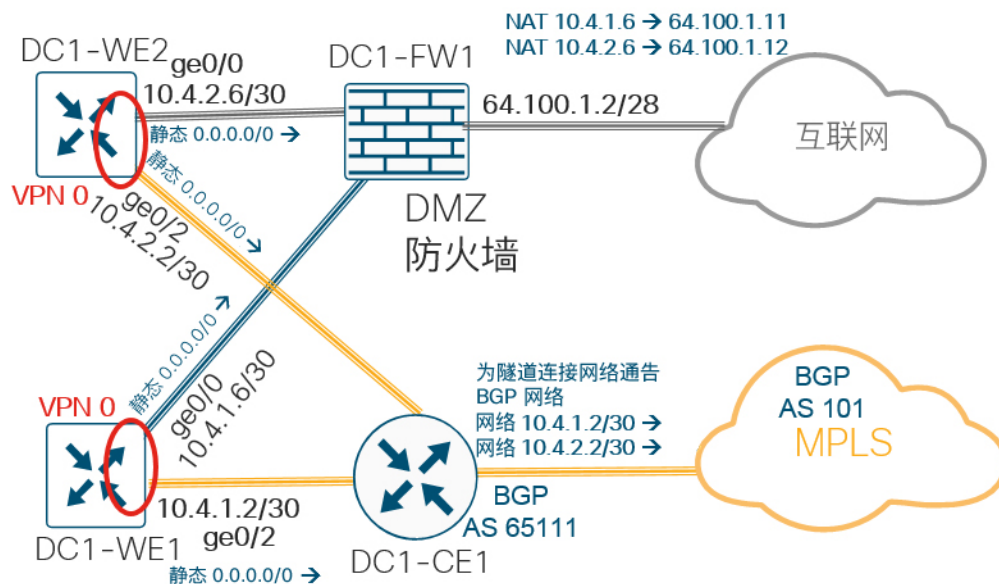 NAT 10.4.1.6 → 64.100.1.11
NAT 10.4.2.6 → 64.100.1.12
DC1-WE2
ge0/0
10.4.2.6/30
静态 0.0.0.0/0 →
DC1-FW1
64.100.1.2/28
互联网
VPN 0
静态 0.0.0.0/0 →
ge0/2
10.4.2.2/30
DMZ
防火墙
静态 0.0.0.0/0 →
ge0/0
10.4.1.6/30
VPN 0
为隧道连接网络通告
BGP 网络
网络 10.4.1.2/30 →
网络 10.4.2.2/30 →
BGP
AS 101
MPLS
10.4.1.2/30
ge0/2
DC1-WE1
静态 0.0.0.0/0 →
BGP
AS 65111
DC1-CE1